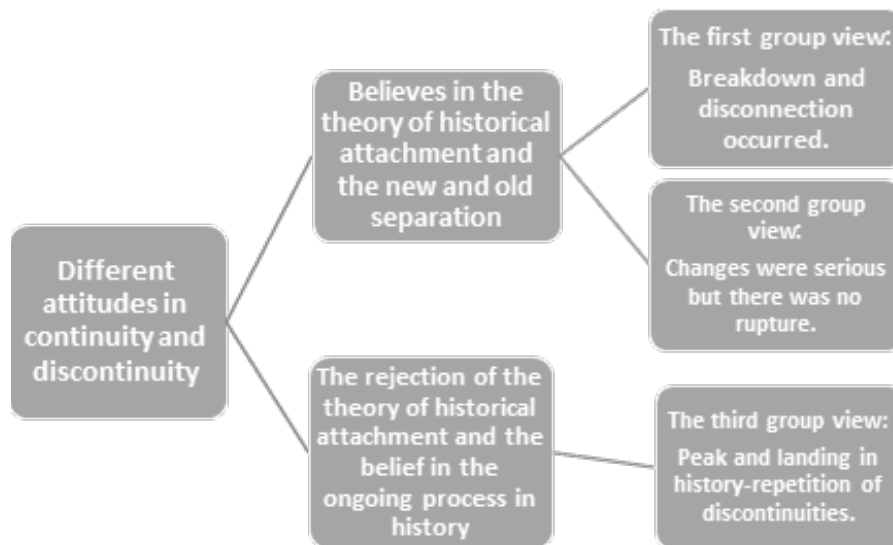 Different
attitudes in
continuity and
discontinuity
Believes in the
theory of historical
attachment and
the new and old
separation
The first group view:
Breakdown and
disconnection
occurred.
The second group
view:
Changes were serious
but there was no
rupture.
The rejection of the
theory of historical
attachment and the
belief in the
ongoing process in
history
The third group view:
Peak and landing in
history-repetition of
discontinuities.